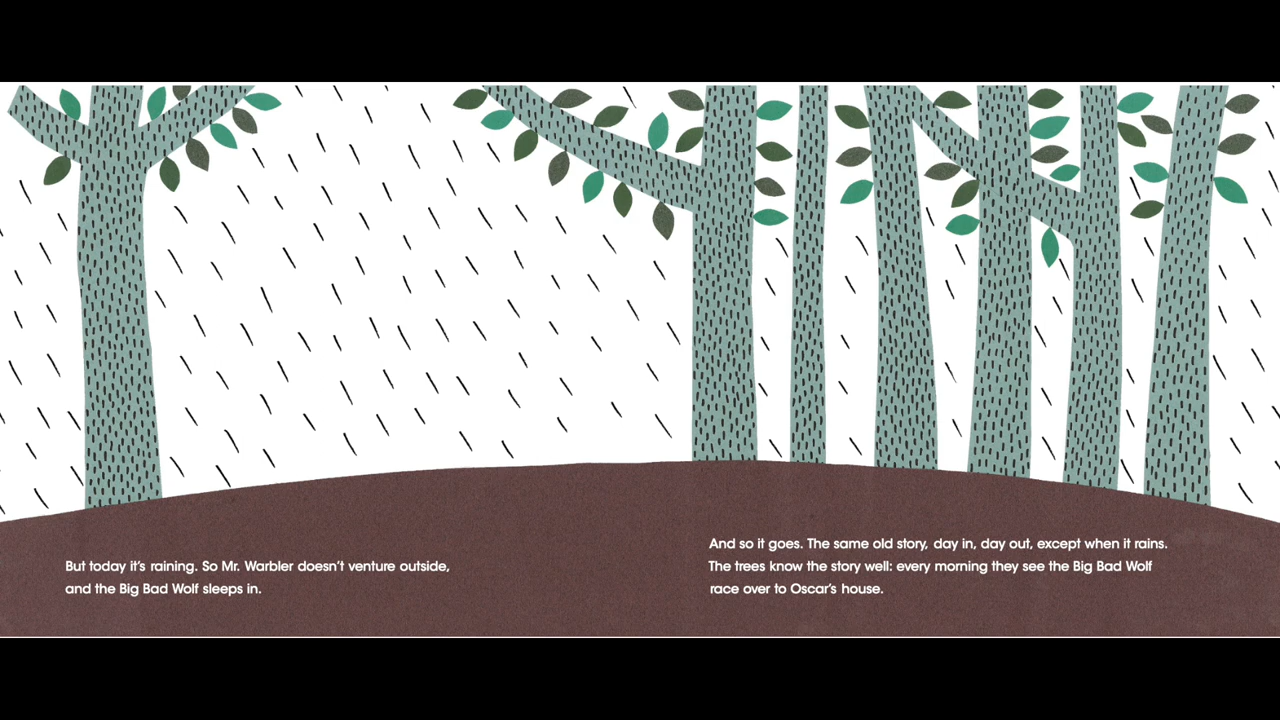 But today it's raining. So Mr. Warbler doesn't venture outside,
and the Big Bad Wolf sleeps in.
And so it goes. The same old story, day in, day out, except when it rains.
The trees know the story well: every morning they see the Big Bad Wolf
race over to Oscar's house.